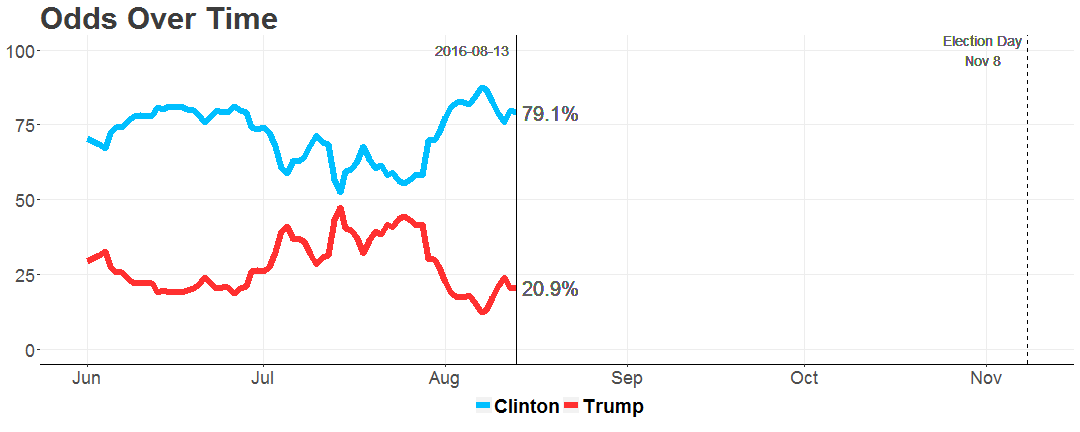 Odds Over Time
100
75
50
25
0
2016-08-13
Election Day
Nov 8
79.1%
20.9%
Jun Jul Aug Sep Oct Nov
Clinton Trump